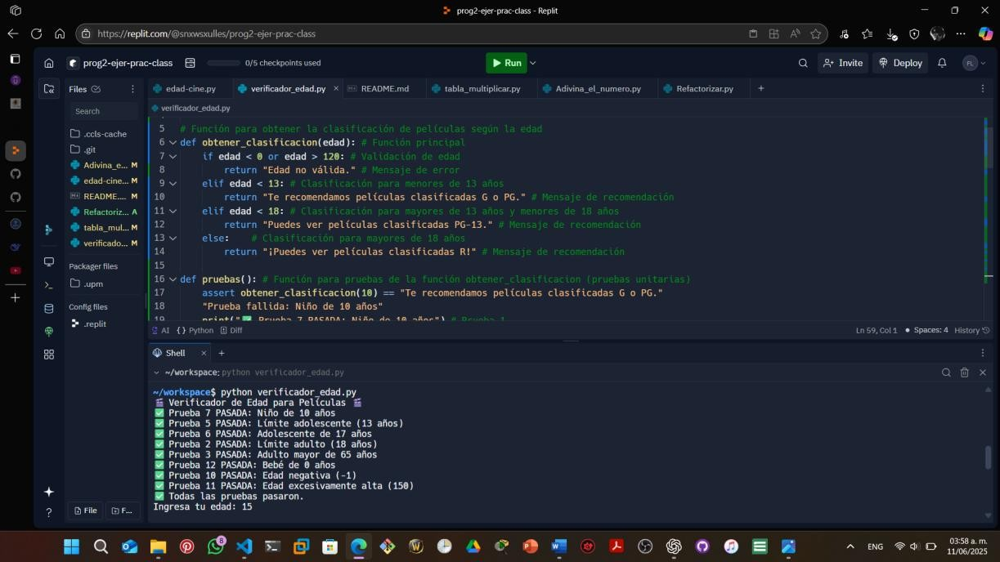 prog2-ejer-prac-class - Replit
https://replit.com/@snxwsxulles/prog2-ejer-prac-class
prog2-ejer-prac-class
0/5 checkpoints used
Run
Invite
Deploy
FL
Files
edad-cine.py
verificador_edad.py
README.md
tabla_multiplicar.py
Adivina_el_numero.py
Refactorizar.py
Search
.ccls-cache
.git
Adivina_e... M
edad-cine... M
README.... M
Refactoriz... A
tabla_mul... M
verificado... M
Packager files
.upm
Config files
.replit
File
F...
verificador_edad.py
5 # Función para obtener la clasificación de películas según la edad
6 def obtener_clasificacion(edad): # Función principal
7 if edad < 0 or edad > 120: # Validación de edad
8 return "Edad no válida." # Mensaje de error
9 elif edad < 13: # Clasificación para menores de 13 años
10 return "Te recomendamos películas clasificadas G o PG." # Mensaje de recomendación
11 elif edad < 18: # Clasificación para mayores de 13 años y menores de 18 años
12 return "Puedes ver películas clasificadas PG-13." # Mensaje de recomendación
13 else: # Clasificación para mayores de 18 años
14 return "¡Puedes ver películas clasificadas R!" # Mensaje de recomendación
15
16 def pruebas(): # Función para pruebas de la función obtener_clasificacion (pruebas unitarias)
17 assert obtener_clasificacion(10) == "Te recomendamos películas clasificadas G o PG."
18 "Prueba fallida: Niño de 10 años"
19 print("✅ Prueba 7 PASADA: Niño de 10 años") # Prueba 1
AI {} Python Diff
Ln 59, Col 1 • Spaces: 4 History
Shell
~/workspace: python verificador_edad.py
~/workspace$ python verificador_edad.py
🎬 Verificador de Edad para Películas 🎬
✅ Prueba 7 PASADA: Niño de 10 años
✅ Prueba 5 PASADA: Límite adolescente (13 años)
✅ Prueba 6 PASADA: Adolescente de 17 años
✅ Prueba 2 PASADA: Límite adulto (18 años)
✅ Prueba 3 PASADA: Adulto mayor de 65 años
✅ Prueba 12 PASADA: Bebé de 0 años
✅ Prueba 10 PASADA: Edad negativa (-1)
✅ Prueba 11 PASADA: Edad excesivamente alta (150)
✅ Todas las pruebas pasaron.
Ingresa tu edad: 15
8
ENG
03:58 a. m.
11/06/2025